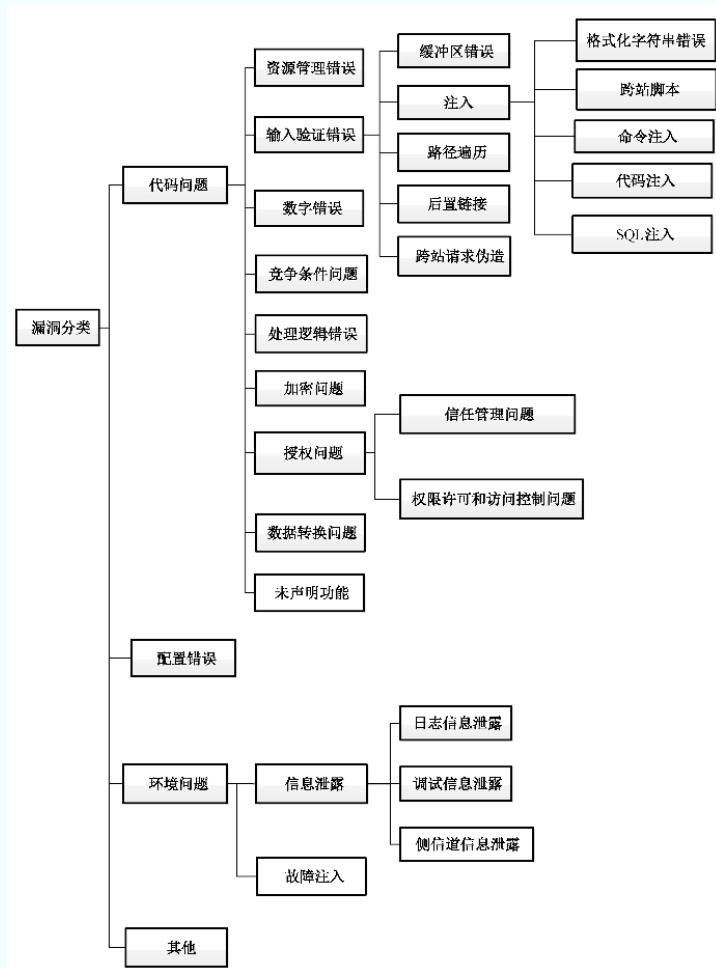 漏洞分类
代码问题
资源管理错误
输入验证错误
缓冲区错误
注入
格式化字符串错误
跨站脚本
命令注入
代码注入
SQL注入
路径遍历
后置链接
跨站请求伪造
数字错误
竞争条件问题
处理逻辑错误
加密问题
授权问题
信任管理问题
权限许可和访问控制问题
数据转换问题
未声明功能
配置错误
环境问题
信息泄露
日志信息泄露
调试信息泄露
侧信道信息泄露
故障注入
其他